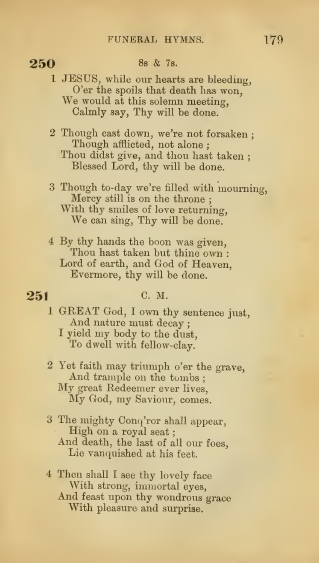 FUNERAL HYMNS. 179
250 8s & 7s.
1 JESUS, while our hearts are bleeding,
O'er the spoils that death has won,
We would at this solemn meeting,
Calmly say, Thy will be done.
2 Though cast down, we're not forsaken ;
Though afflicted, not alone ;
Thou didst give, and thou hast taken ;
Blessed Lord, thy will be done.
3 Though to-day we're filled with mourning,
Mercy still is on the throne ;
With thy smiles of love returning,
We can sing, Thy will be done.
4 By thy hands the boon was given,
Thou hast taken but thine own :
Lord of earth, and God of Heaven,
Evermore, thy will be done.
251 C. M.
1 GREAT God, I own thy sentence just,
And nature must decay ;
I yield my body to the dust,
To dwell with fellow-clay.
2 Yet faith may triumph o'er the grave,
And trample on the tombs ;
My great Redeemer ever lives,
My God, my Saviour, comes.
3 The mighty Conq'ror shall appear,
High on a royal seat ;
And death, the last of all our foes,
Lie vanquished at his feet.
4 Then shall I see thy lovely face
With strong, immortal eyes,
And feast upon thy wondrous grace
With pleasure and surprise.